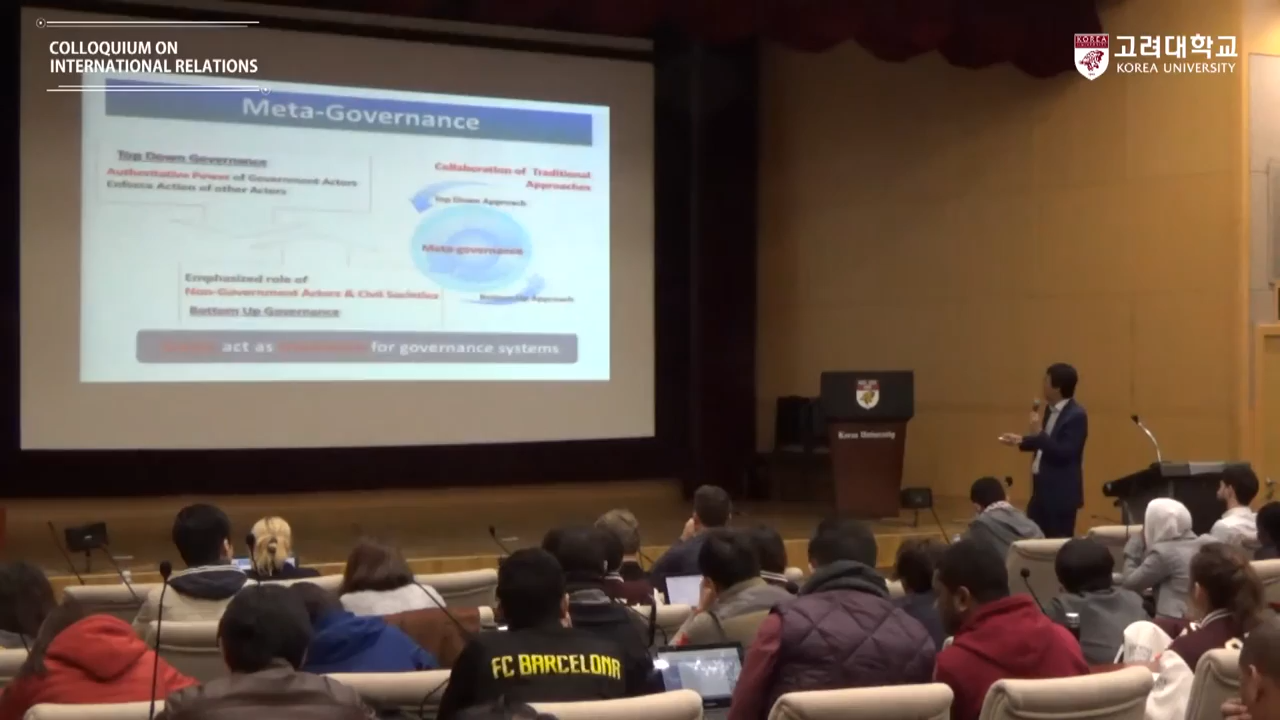 COLLOQUIUM ON
INTERNATIONAL RELATIONS
KOREA
고려대학교
KOREA UNIVERSITY
Meta-Governance
Top Down Governance
Authoritative Power of Government Actors
Enforce Action of other Actors
Collaboration of Traditional
Approaches
Top Down Approach
Meta-governance
Bottom Up Approach
Emphasized role of
Non-Government Actors & Civil Societies
Bottom Up Governance
act as
for governance systems
Korea University
FC BARCELONA